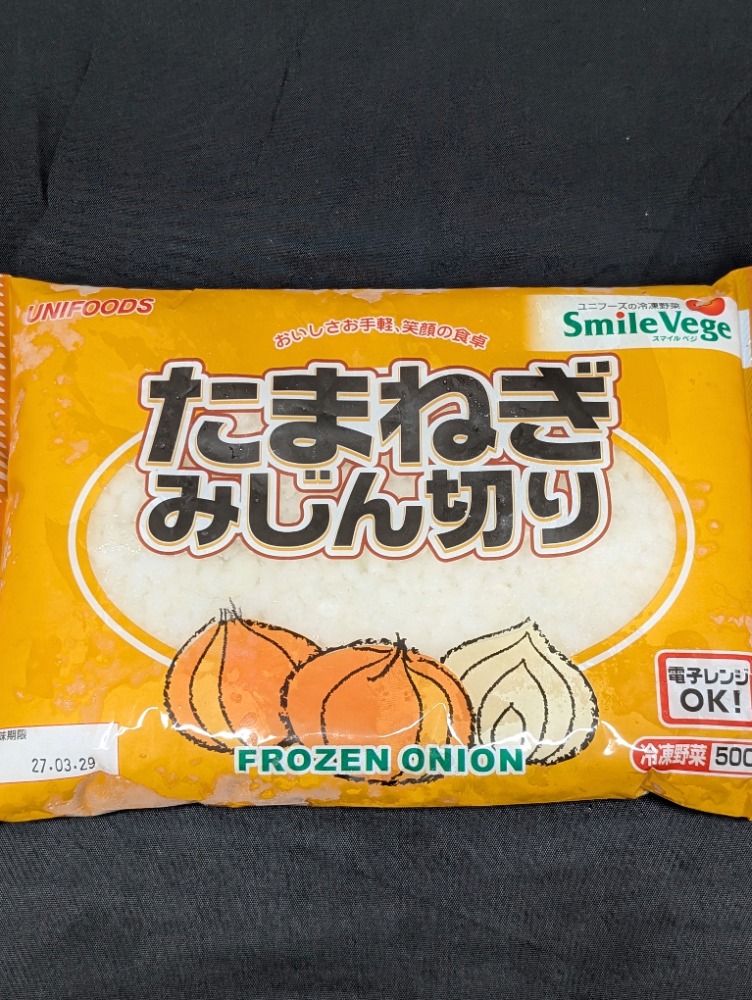 UNIFOODS
おいしさお手軽、笑顔の食卓
ユニフーズの冷凍野菜
SmileVege
スマイルベジ
たまねぎ
みじん切り
電子レンジ
OK!
味期限
27.03.29
FROZEN ONION
冷凍野菜 500